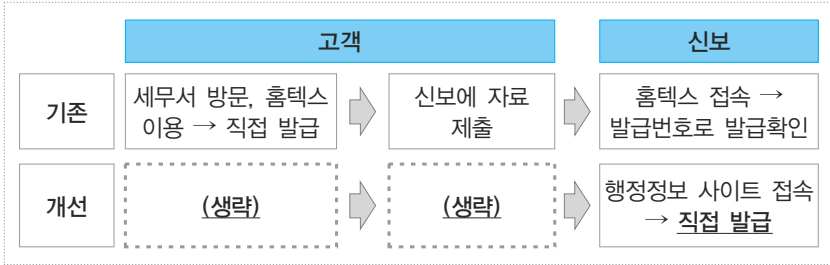 고객
신보
기존
세무서 방문, 홈텍스
이용 → 직접 발급
신보에 자료
제출
홈텍스 접속 →
발급번호로 발급확인
개선
(생략)
(생략)
행정정보 사이트 접속
→ 직접 발급